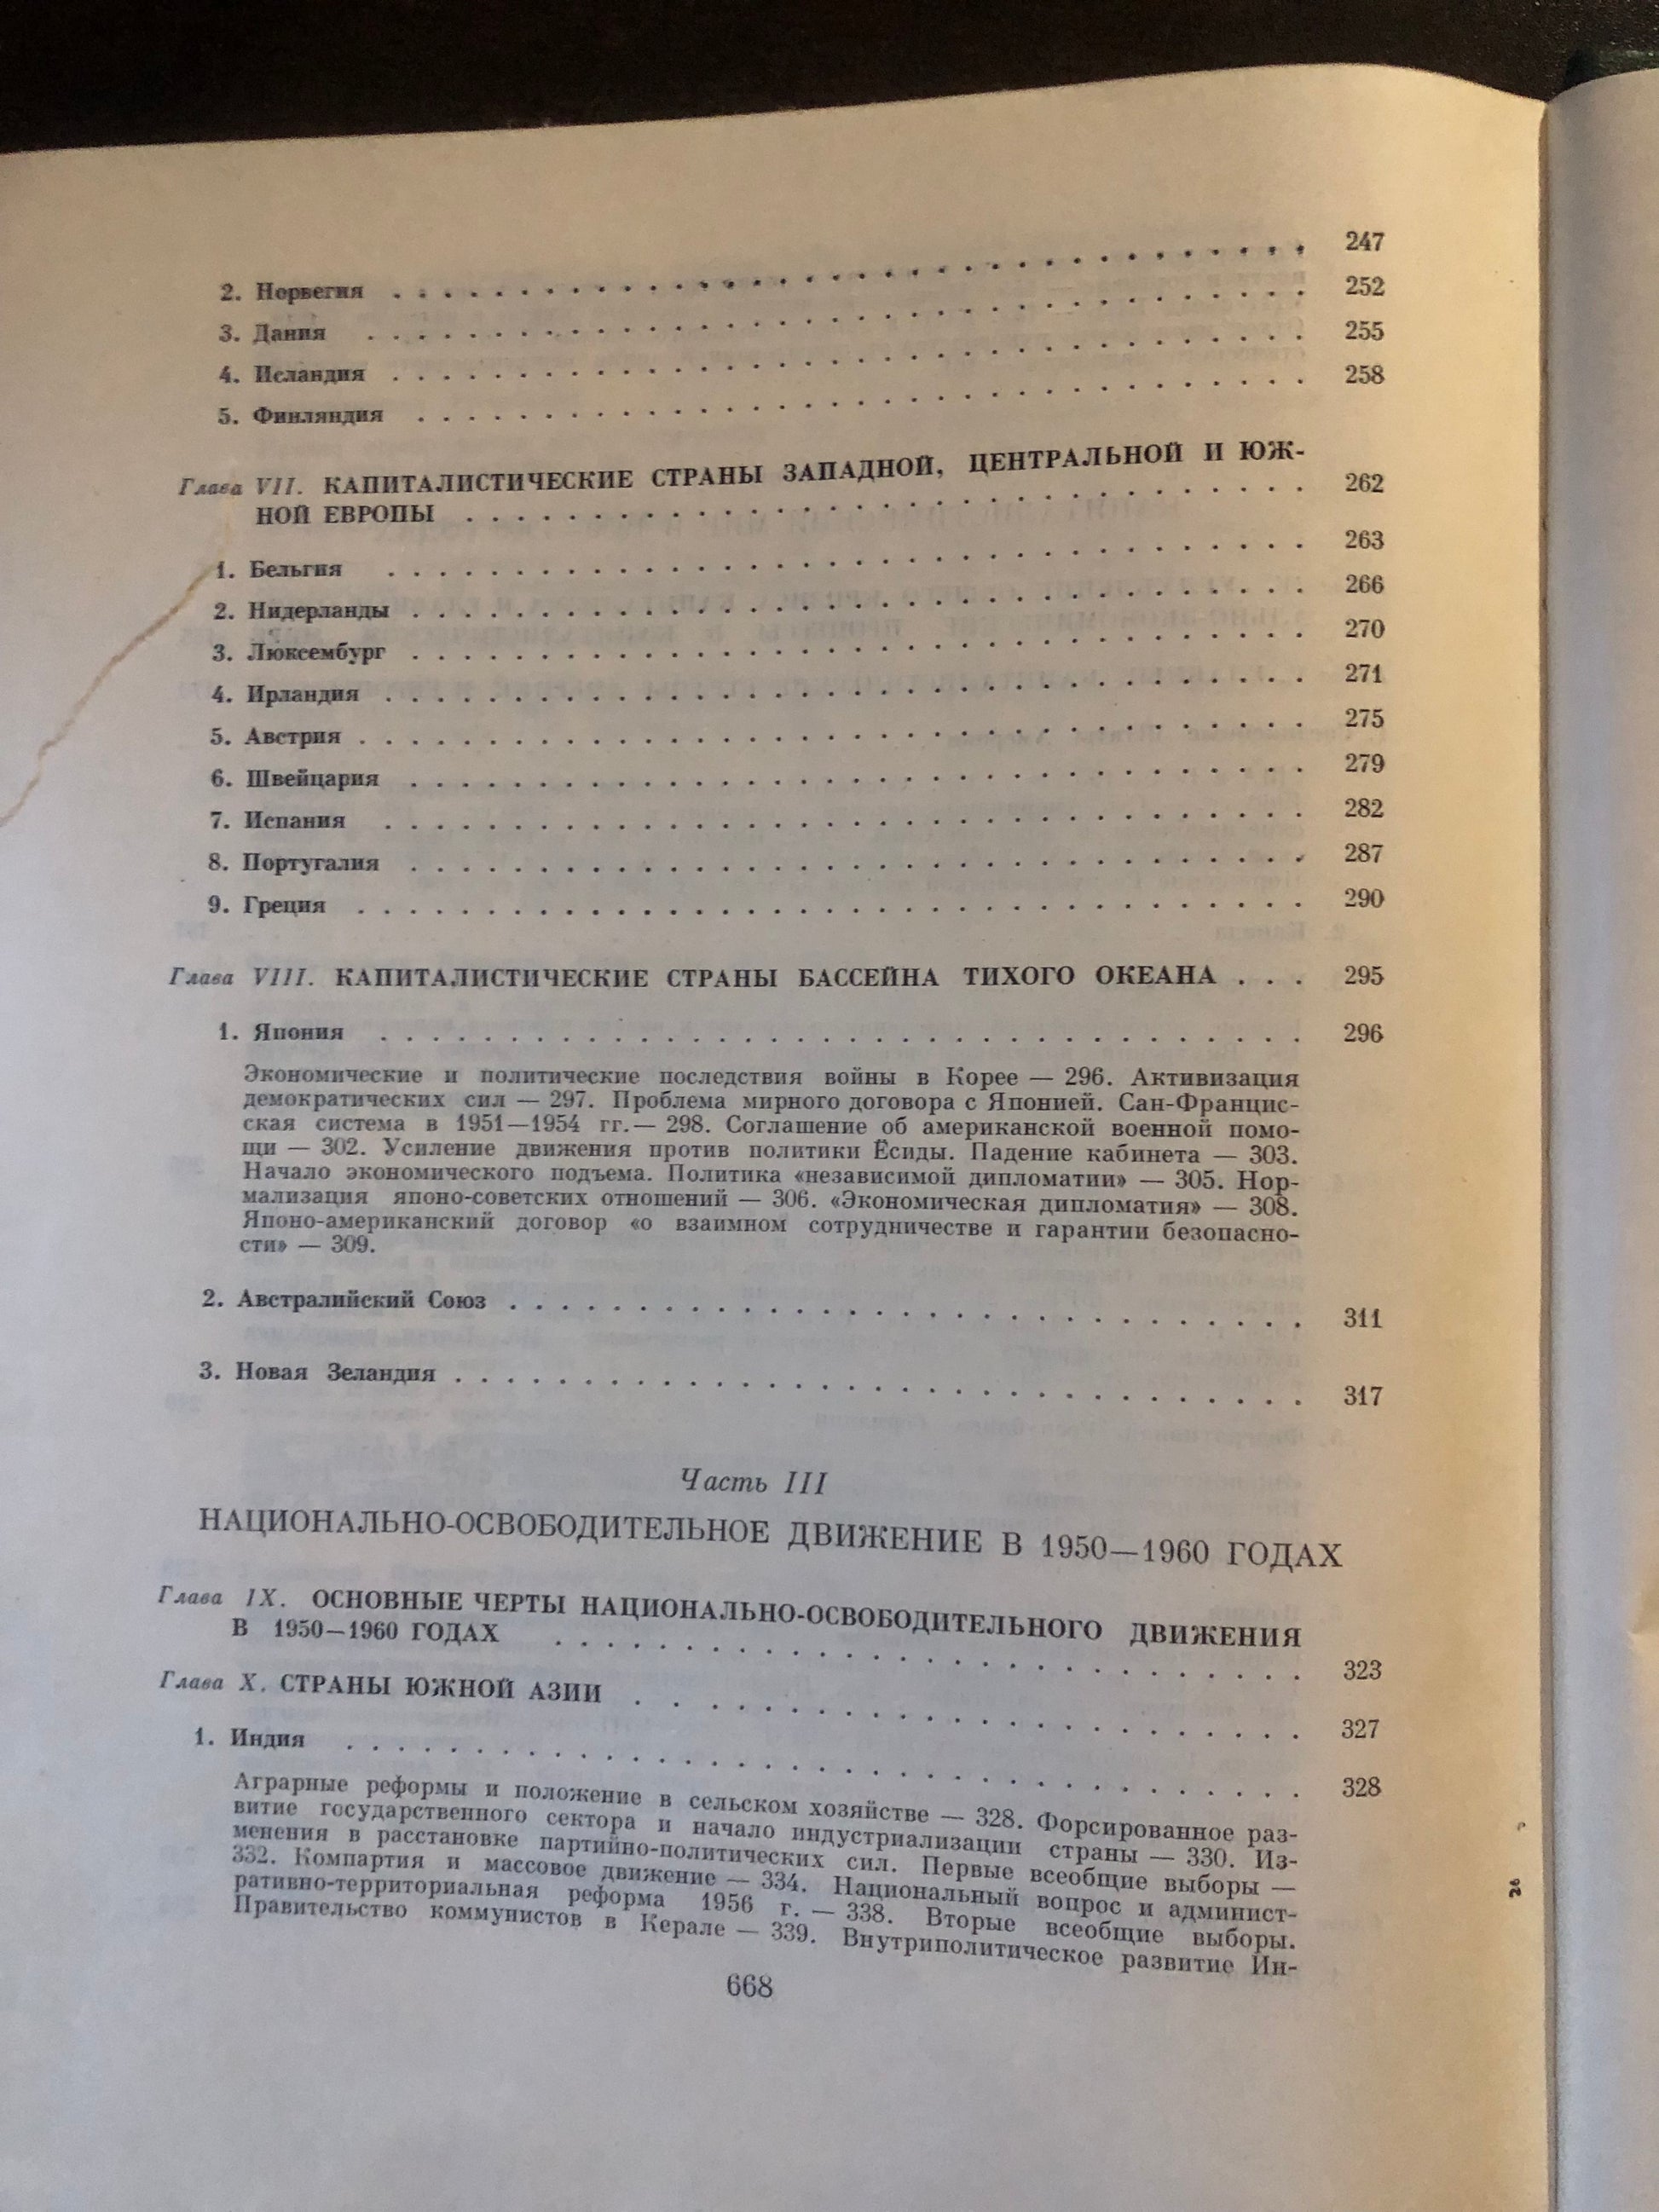 2. Норвегия . . . . . . . . . . 247
3. Дания . . . . . . . . . . 252
4. Исландия . . . . . . . . . . 255
5. Финляндия . . . . . . . . . . 258
Глава VII. КАПИТАЛИСТИЧЕСКИЕ СТРАНЫ ЗАПАДНОЙ, ЦЕНТРАЛЬНОЙ И ЮЖ-
НОЙ ЕВРОПЫ . . . . . . . . . . 262
1. Бельгия . . . . . . . . . . 263
2. Нидерланды . . . . . . . . . . 266
3. Люксембург . . . . . . . . . . 270
4. Ирландия . . . . . . . . . . 271
5. Австрия . . . . . . . . . . 275
6. Швейцария . . . . . . . . . . 279
7. Испания . . . . . . . . . . 282
8. Португалия . . . . . . . . . . 287
9. Греция . . . . . . . . . . 290
Глава VIII. КАПИТАЛИСТИЧЕСКИЕ СТРАНЫ БАССЕЙНА ТИХОГО ОКЕАНА . . . 295
1. Япония . . . . . . . . . . 296
Экономические и политические последствия войны в Корее — 296. Активизация
демократических сил — 297. Проблема мирного договора с Японией. Сан-Францис-
ская система в 1951—1954 гг.— 298. Соглашение об американской военной помо-
щи — 302. Усиление движения против политики Ёсиды. Падение кабинета — 303.
Начало экономического подъема. Политика «независимой дипломатии» — 305. Нор-
мализация японо-советских отношений — 306. «Экономическая дипломатия» — 308.
Японо-американский договор «о взаимном сотрудничестве и гарантии безопасно-
сти» — 309.
2. Австралийский Союз . . . . . . . . . . 311
3. Новая Зеландия . . . . . . . . . . 317
Часть III
НАЦИОНАЛЬНО-ОСВОБОДИТЕЛЬНОЕ ДВИЖЕНИЕ В 1950—1960 ГОДАХ
Глава IX. ОСНОВНЫЕ ЧЕРТЫ НАЦИОНАЛЬНО-ОСВОБОДИТЕЛЬНОГО ДВИЖЕНИЯ
В 1950—1960 ГОДАХ . . . . . . . . . . 323
Глава X. СТРАНЫ ЮЖНОЙ АЗИИ . . . . . . . . . . 327
1. Индия . . . . . . . . . . 328
Аграрные реформы и положение в сельском хозяйстве — 328. Форсированное раз-
витие государственного сектора и начало индустриализации страны — 330. Из-
менения в расстановке партийно-политических сил. Первые всеобщие выборы —
332. Компартия и массовое движение — 334. Национальный вопрос и админист-
ративно-территориальная реформа 1956 г. — 338. Вторые всеобщие выборы.
Правительство коммунистов в Керале — 339. Внутриполитическое развитие Ин-
668